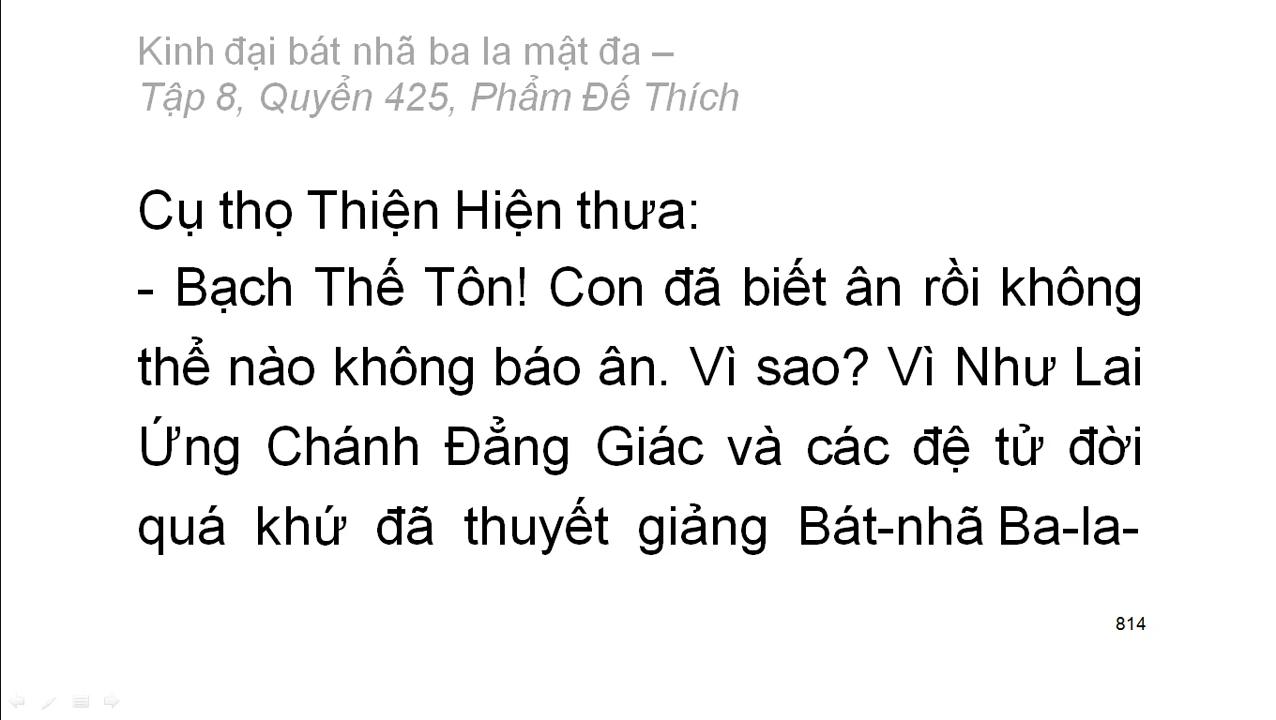 Kinh đại bát nhã ba la mật đa –
Tập 8, Quyển 425, Phẩm Đế Thích
Cụ thọ Thiện Hiện thưa:
- Bạch Thế Tôn! Con đã biết ân rồi không
thể nào không báo ân. Vì sao? Vì Như Lai
Ứng Chánh Đẳng Giác và các đệ tử đời
quá khứ đã thuyết giảng Bát-nhã Ba-la-
814